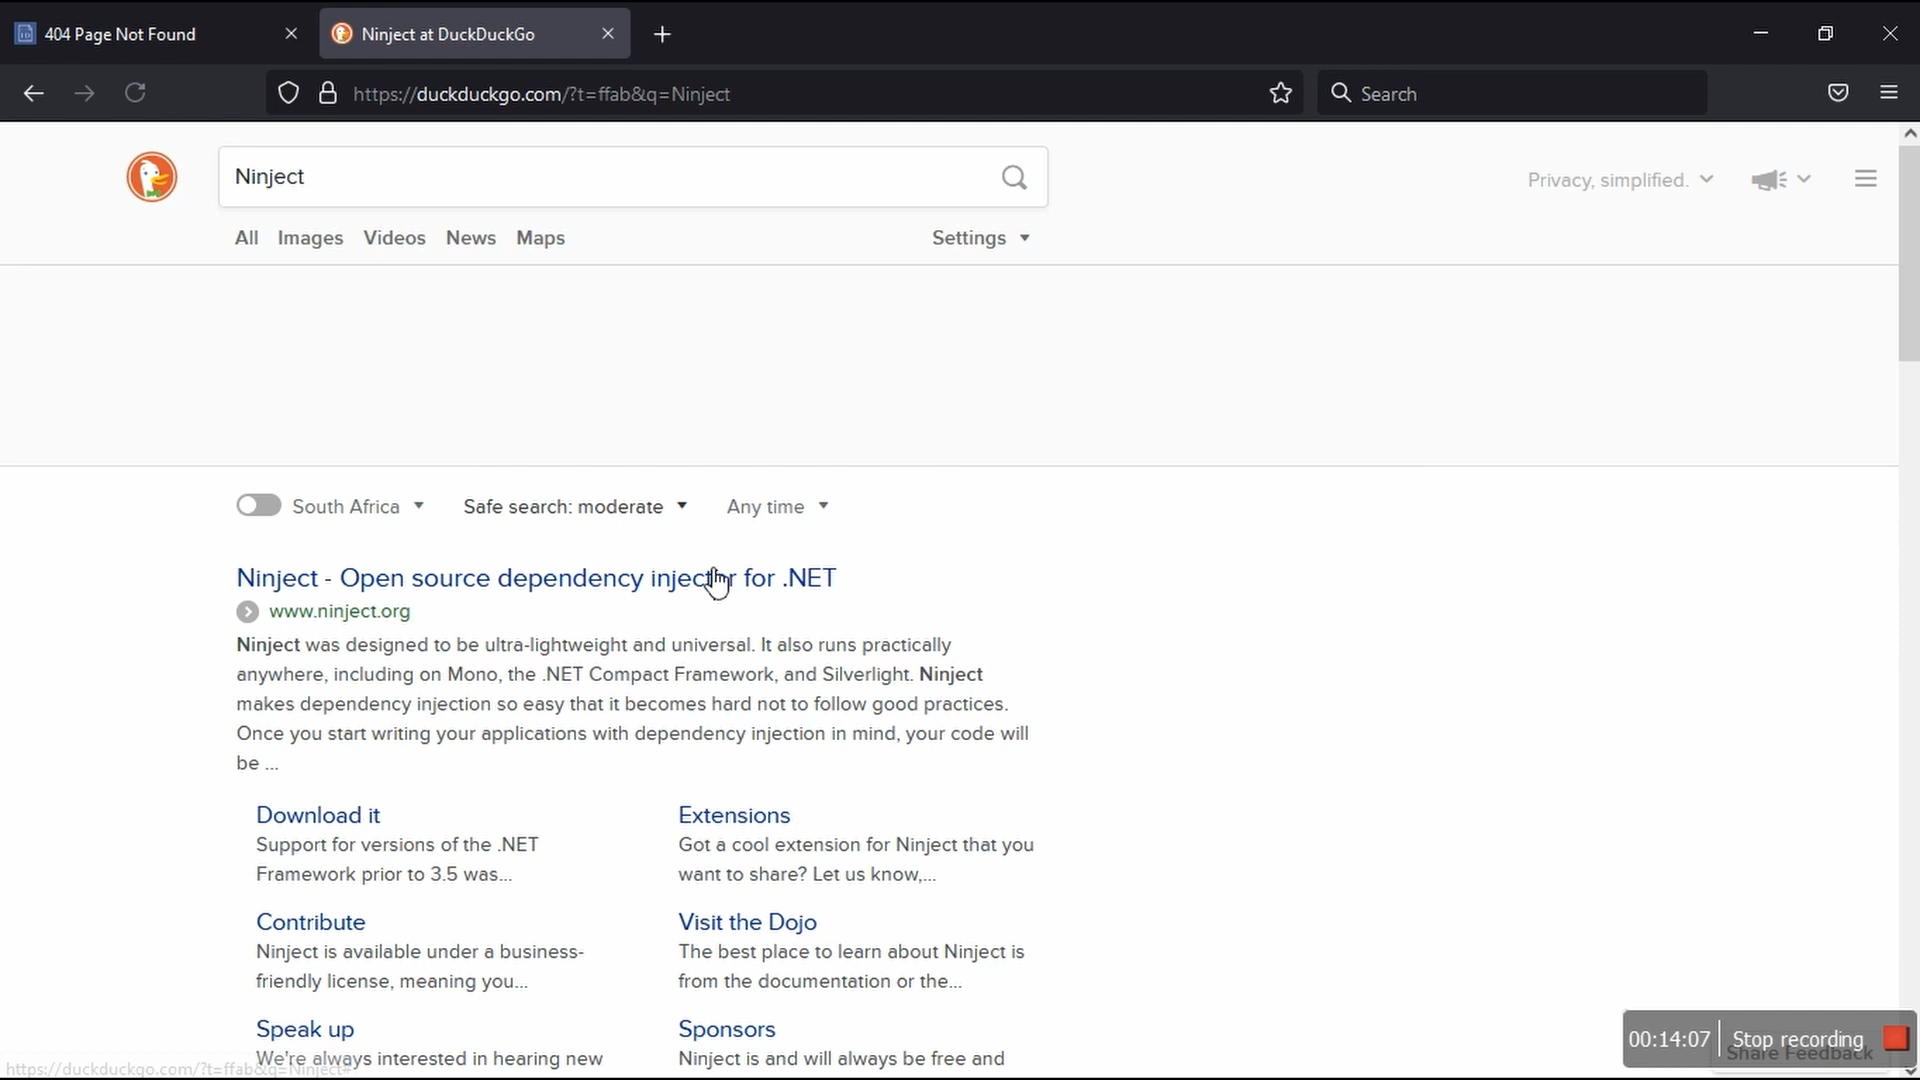 404 Page Not Found
Ninject at DuckDuckGo
https://duckduckgo.com/?t=ffab&q=Ninject
Search
Ninject
Privacy, simplified.
All Images Videos News Maps Settings
South Africa Safe search: moderate Any time
Ninject - Open source dependency injector for .NET
www.ninject.org
Ninject was designed to be ultra-lightweight and universal. It also runs practically
anywhere, including on Mono, the .NET Compact Framework, and Silverlight. Ninject
makes dependency injection so easy that it becomes hard not to follow good practices.
Once you start writing your applications with dependency injection in mind, your code will
be ...
Download it
Support for versions of the .NET
Framework prior to 3.5 was...
Extensions
Got a cool extension for Ninject that you
want to share? Let us know,...
Contribute
Ninject is available under a business-
friendly license, meaning you...
Visit the Dojo
The best place to learn about Ninject is
from the documentation or the...
Speak up
We're always interested in hearing new
Sponsors
Ninject is and will always be free and
https://duckduckgo.com/?t=ffab&q=Ninject#
00:14:07 Stop recording
Share Feedback